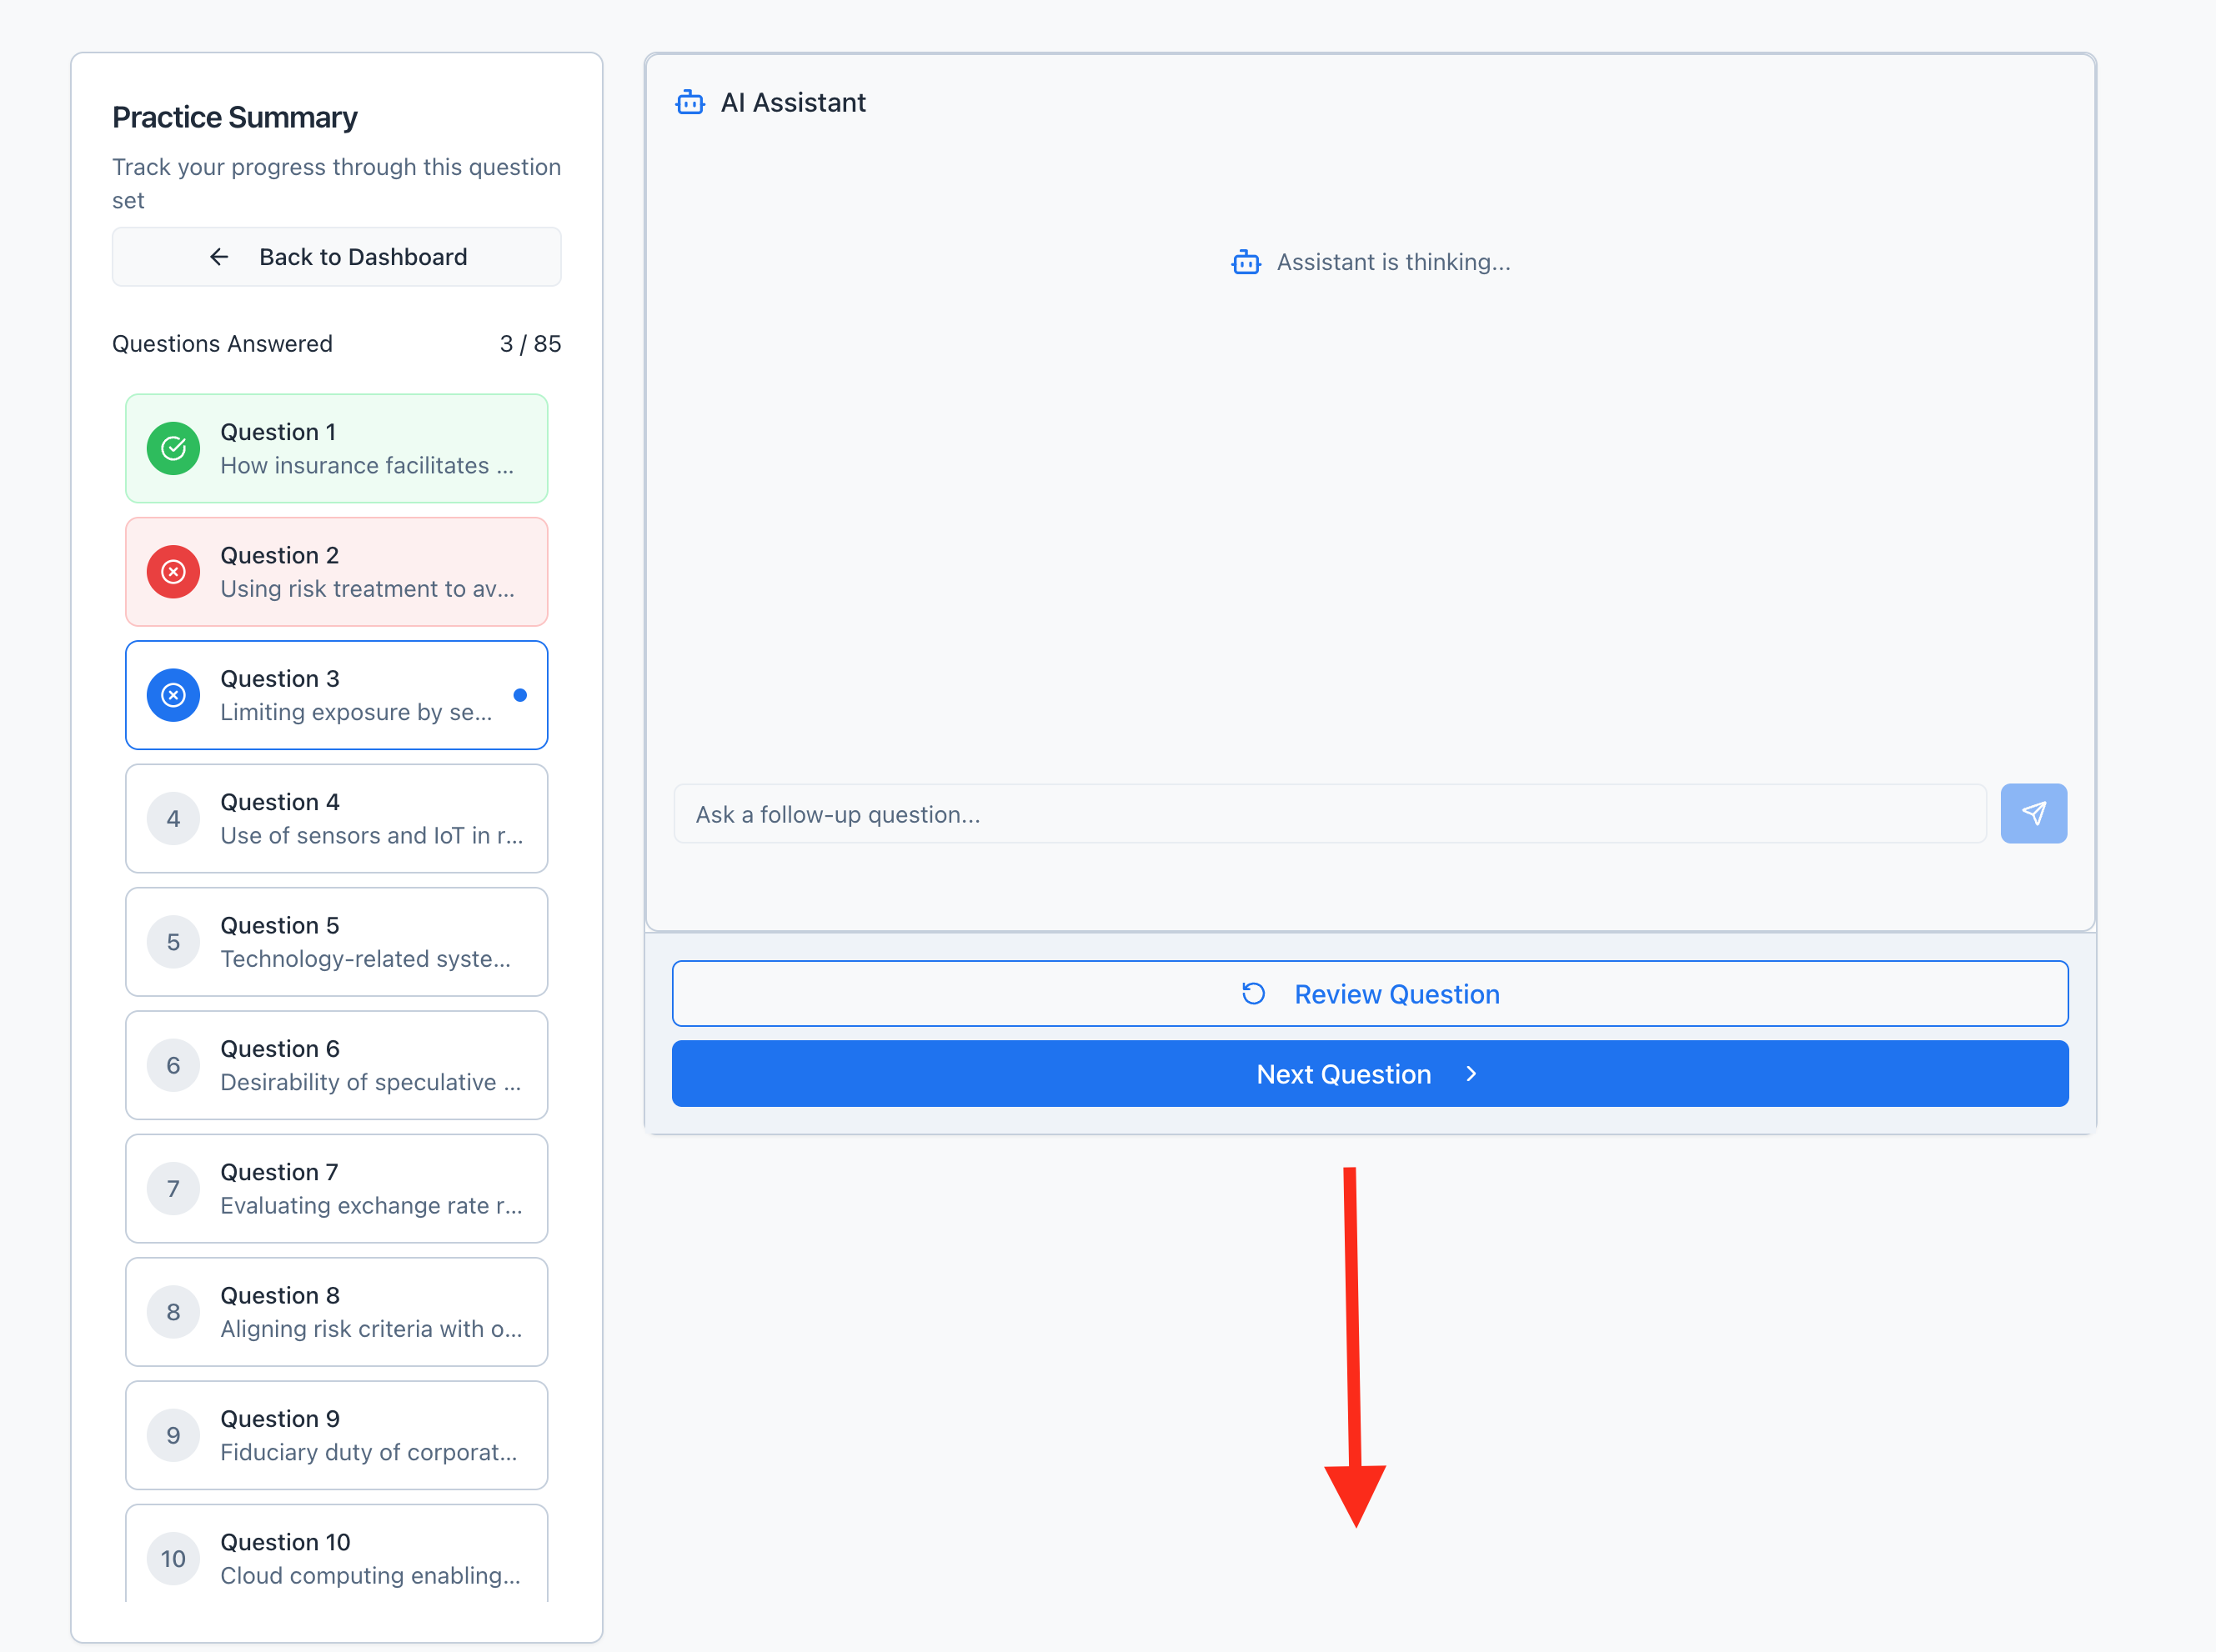 Practice Summary
Track your progress through this question
set
Back to Dashboard
Questions Answered 3 / 85
Question 1
How insurance facilitates ...
Question 2
Using risk treatment to av...
Question 3
Limiting exposure by se...
4
Question 4
Use of sensors and IoT in r...
5
Question 5
Technology-related syste...
6
Question 6
Desirability of speculative ...
7
Question 7
Evaluating exchange rate r...
8
Question 8
Aligning risk criteria with o...
9
Question 9
Fiduciary duty of corporat...
10
Question 10
Cloud computing enabling...
AI Assistant
Assistant is thinking...
Ask a follow-up question...
Review Question
Next Question